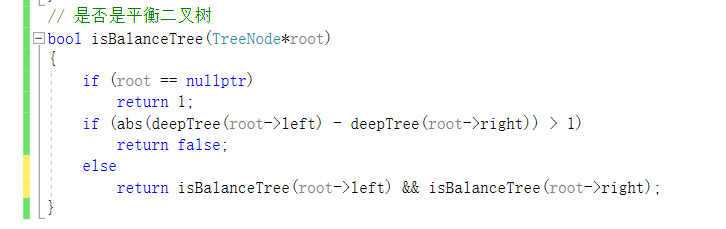 // 是否是平衡二叉树
bool isBalanceTree(TreeNode*root)
{
    if (root == nullptr)
        return 1;
    if (abs(deepTree(root->left) - deepTree(root->right)) > 1)
        return false;
    else
        return isBalanceTree(root->left) && isBalanceTree(root->right);
}